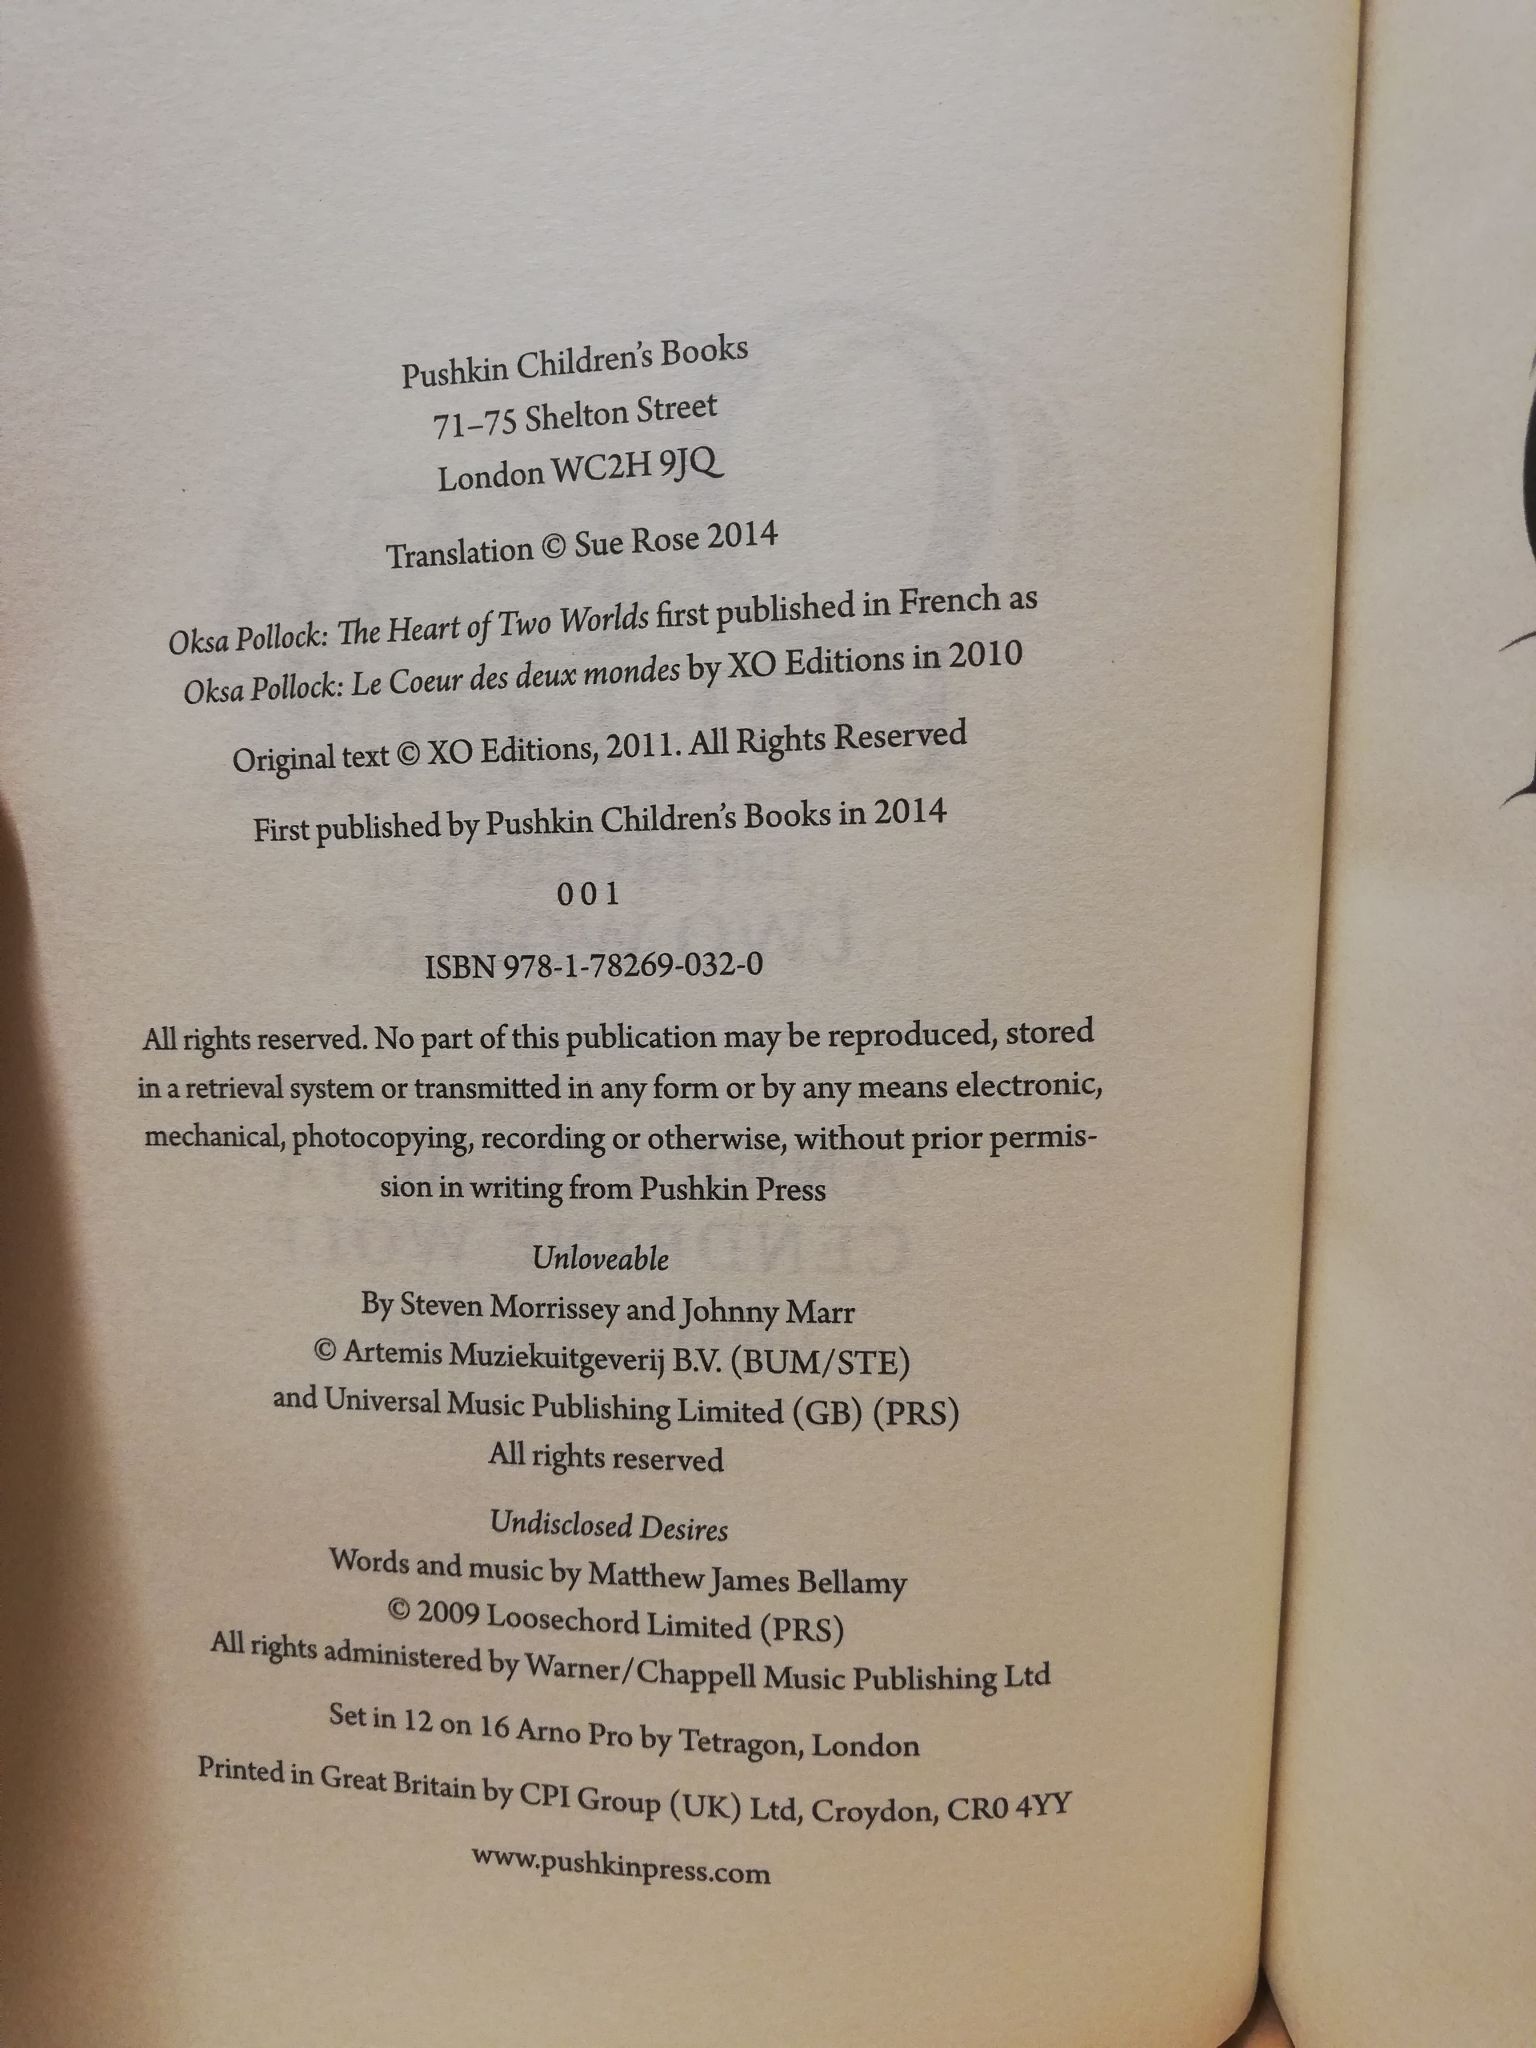 Pushkin Children's Books
71–75 Shelton Street
London WC2H 9JQ
Translation © Sue Rose 2014
Oksa Pollock: The Heart of Two Worlds first published in French as
Oksa Pollock: Le Coeur des deux mondes by XO Editions in 2010
Original text © XO Editions, 2011. All Rights Reserved
First published by Pushkin Children's Books in 2014
0 0 1
ISBN 978-1-78269-032-0
All rights reserved. No part of this publication may be reproduced, stored
in a retrieval system or transmitted in any form or by any means electronic,
mechanical, photocopying, recording or otherwise, without prior permis-
sion in writing from Pushkin Press
Unloveable
By Steven Morrissey and Johnny Marr
© Artemis Muziekuitgeverij B.V. (BUM/STE)
and Universal Music Publishing Limited (GB) (PRS)
All rights reserved
Undisclosed Desires
Words and music by Matthew James Bellamy
© 2009 Loosechord Limited (PRS)
All rights administered by Warner/Chappell Music Publishing Ltd
Set in 12 on 16 Arno Pro by Tetragon, London
Printed in Great Britain by CPI Group (UK) Ltd, Croydon, CR0 4YY
www.pushkinpress.com